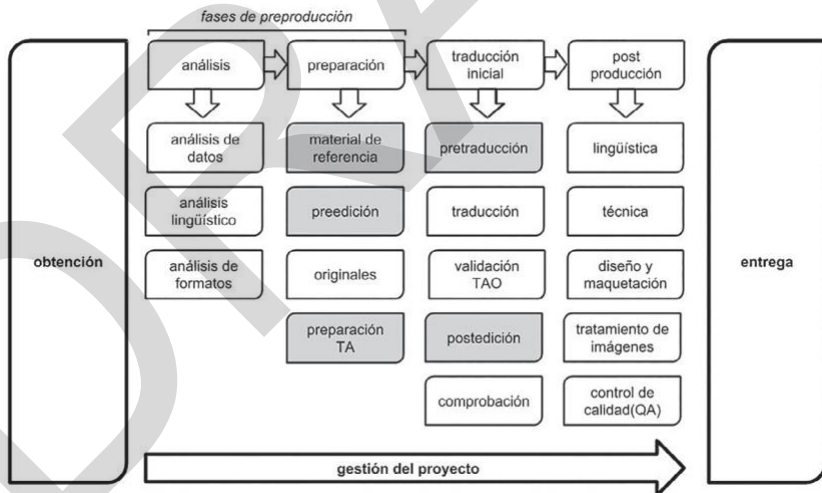 fases de preproducción
obtención
análisis
preparación
traducción
inicial
post
producción
análisis de
datos
material de
referencia
pretraducción
lingüística
análisis
lingüístico
preedición
traducción
técnica
análisis de
formatos
originales
validación
TAO
diseño y
maquetación
preparación
TA
postedición
tratamiento de
imágenes
comprobación
control de
calidad(QA)
entrega
gestión del proyecto